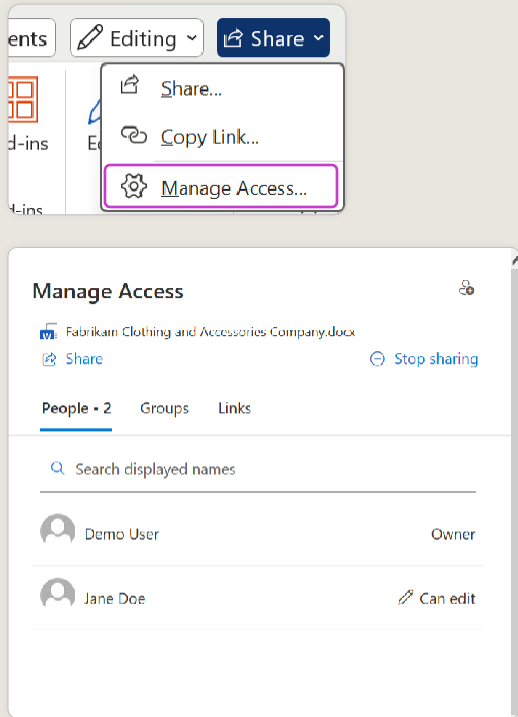 ents Editing Share
Share...
Copy Link...
d-ins
Manage Access...
d-ins
Manage Access
Fabrikam Clothing and Accessories Company.docx
Share Stop sharing
People • 2 Groups Links
Search displayed names
Demo User Owner
Jane Doe Can edit